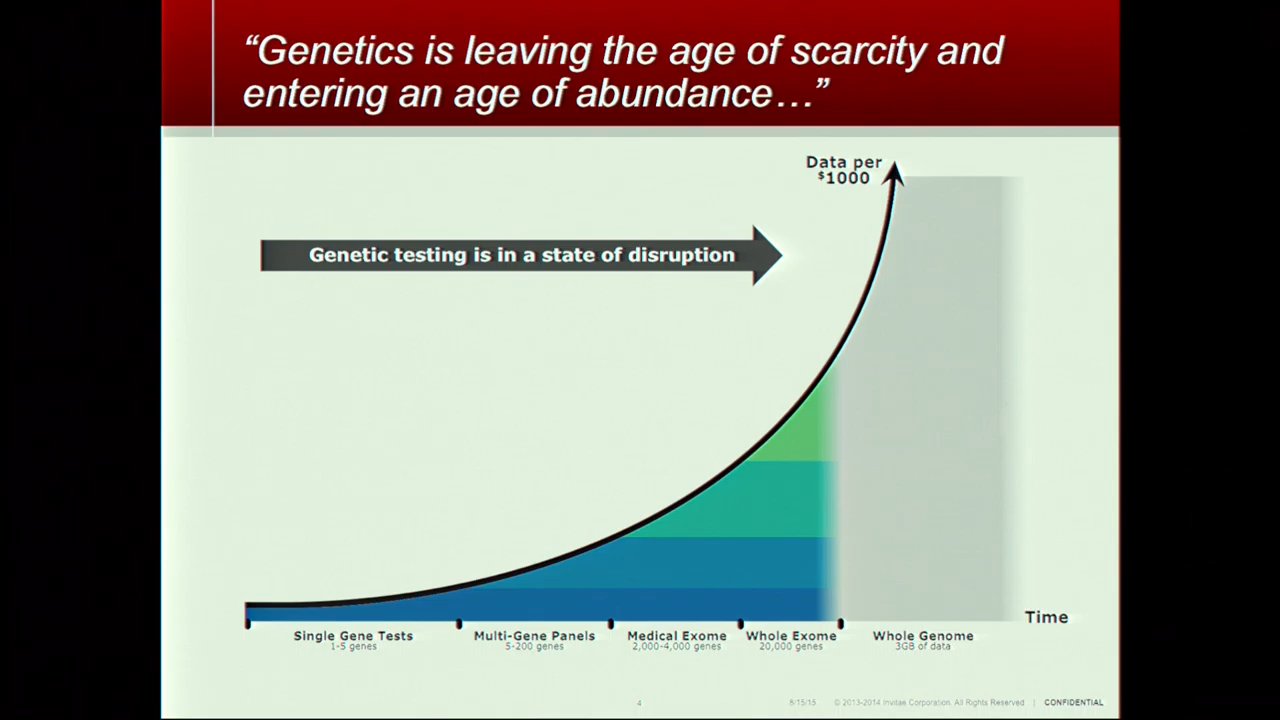 “Genetics is leaving the age of scarcity and
entering an age of abundance…”
Data per
$1000
Genetic testing is in a state of disruption
Time
Single Gene Tests
1-5 genes
Multi-Gene Panels
5-200 genes
Medical Exome
2,000-4,000 genes
Whole Exome
20,000 genes
Whole Genome
3GB of data
4
8/15/15
© 2013-2014 Invitae Corporation. All Rights Reserved | CONFIDENTIAL